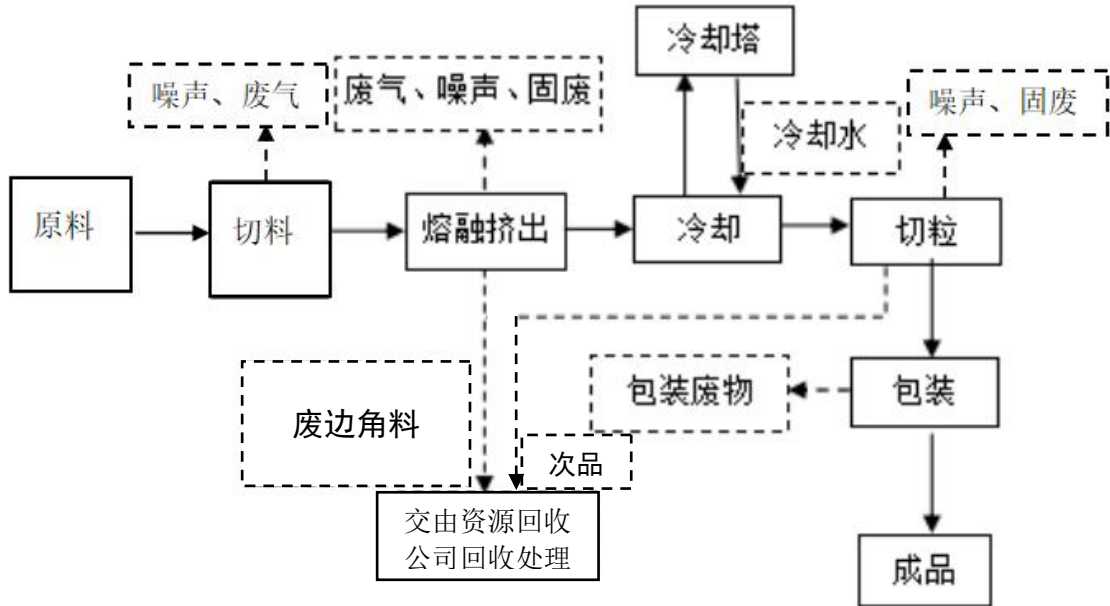 冷却塔
噪声、废气
废气、噪声、固废
冷却水
噪声、固废
原料
切料
熔融挤出
冷却
切粒
废边角料
包装废物
包装
次品
交由资源回收
公司回收处理
成品